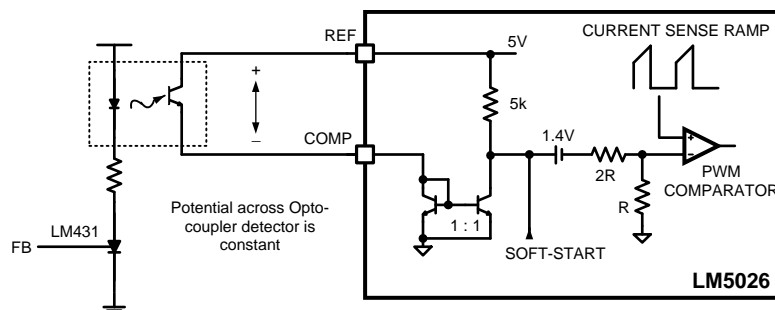 REF
5V
CURRENT SENSE RAMP
+
5k
–
COMP
1.4V
2R
+
–
PWM
COMPARATOR
R
Potential across Opto-
coupler detector is
constant
1 : 1
LM431
FB
SOFT-START
LM5026